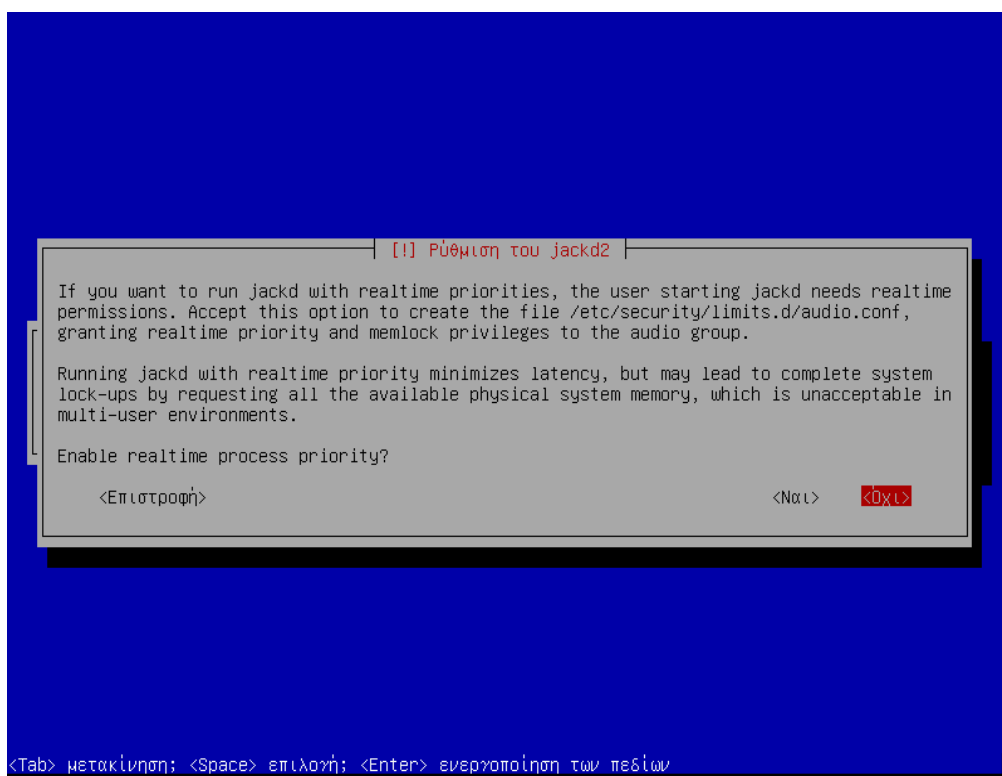 [!] Ρύθμιση του jackd2
If you want to run jackd with realtime priorities, the user starting jackd needs realtime
permissions. Accept this option to create the file /etc/security/limits.d/audio.conf,
granting realtime priority and memlock privileges to the audio group.
Running jackd with realtime priority minimizes latency, but may lead to complete system
lock-ups by requesting all the available physical system memory, which is unacceptable in
multi-user environments.
Enable realtime process priority?
<Επιστροφή> <Ναι> <Όχι>
<Tab> μετακίνηση; <Space> επιλογή; <Enter> ενεργοποίηση των πεδίων